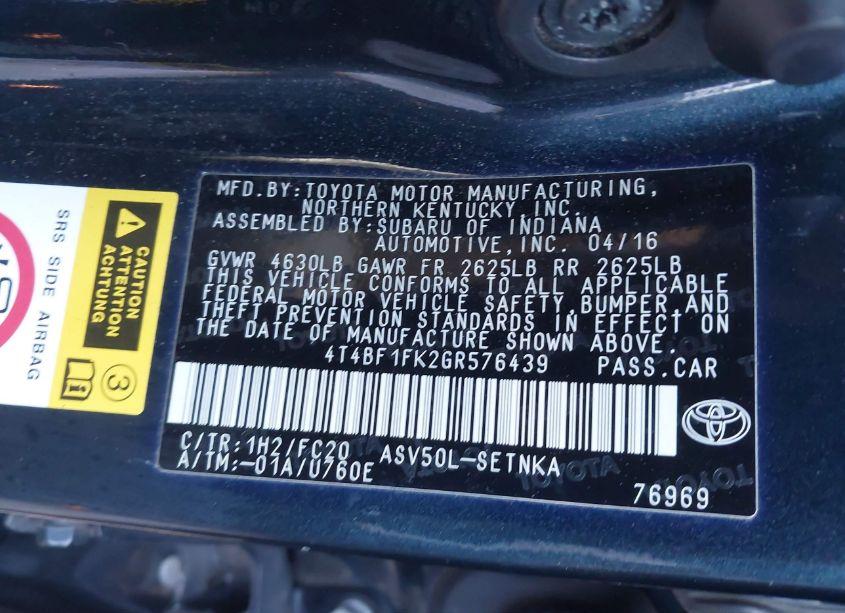 MFD.BY:TOYOTA MOTOR MANUFACTURING,
NORTHERN KENTUCKY,INC.
ASSEMBLED BY:SUBARU OF INDIANA
AUTOMOTIVE,INC. 04/16
GVWR 4630LB GAWR FR 2625LB RR 2625LB
THIS VEHICLE CONFORMS TO ALL APPLICABLE
FEDERAL MOTOR VEHICLE SAFETY,BUMPER,AND
THEFT PREVENTION STANDARDS IN EFFECT ON
THE DATE OF MANUFACTURE SHOWN ABOVE.
4T4BF1FK2GR576439 PASS.CAR
C/TR:1H2/FC20 ASV50L-SETNKA
A/TM:-01A/U760E
76969
SRS SIDE AIRBAG
CAUTION
ATTENTION
ACHTUNG
3
TOYOTA